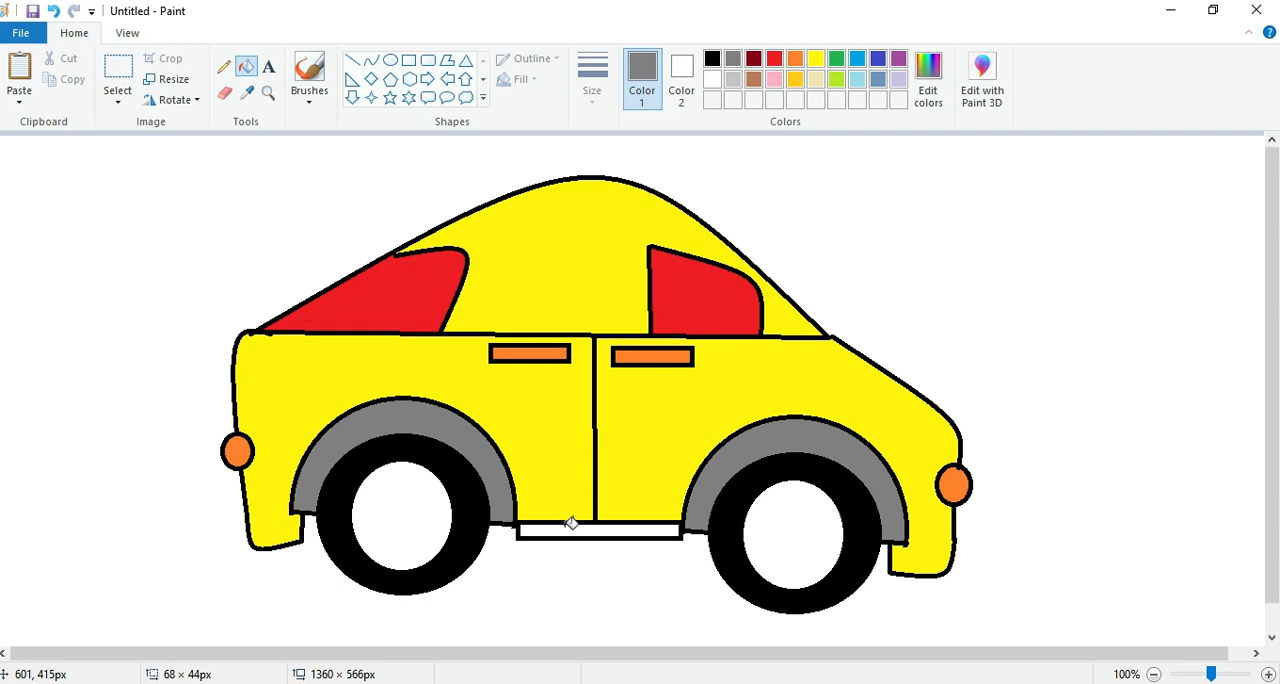 Untitled - Paint
File Home View
Paste
Cut
Copy
Clipboard
Select
Crop
Resize
Rotate
Image
Tools
Brushes
Shapes
Outline
Fill
Size
Color 1
Color 2
Edit colors
Colors
Edit with Paint 3D
601, 415px
68 × 44px
1360 × 566px
100%